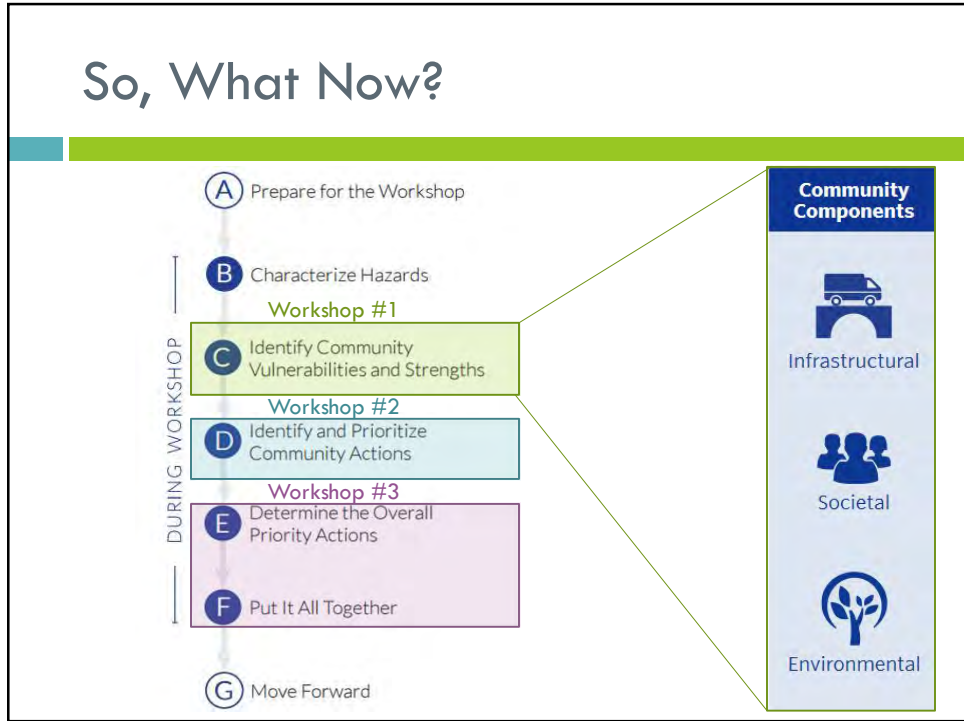 So, What Now?
A Prepare for the Workshop
B Characterize Hazards
Workshop #1
C Identify Community
Vulnerabilities and Strengths
Workshop #2
D Identify and Prioritize
Community Actions
Workshop #3
E Determine the Overall
Priority Actions
F Put It All Together
G Move Forward
DURING WORKSHOP
Community
Components
Infrastructural
Societal
Environmental